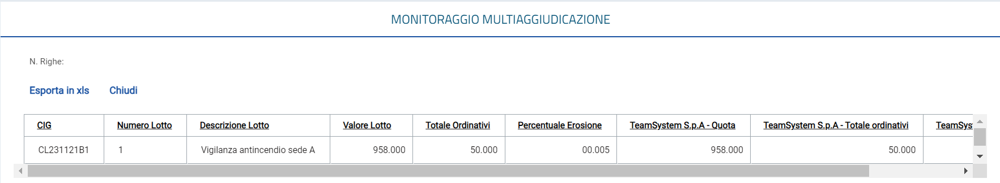 MONITORAGGIO MULTIAGGIUDICAZIONE
N. Righe:
Esporta in xls Chiudi
CIG Numero Lotto Descrizione Lotto Valore Lotto Totale Ordinativi Percentuale Erosione TeamSystem S.p.A - Quota TeamSystem S.p.A - Totale ordinativi TeamSys
CL231121B1 1 Vigilanza antincendio sede A 958.000 50.000 00.005 958.000 50.000